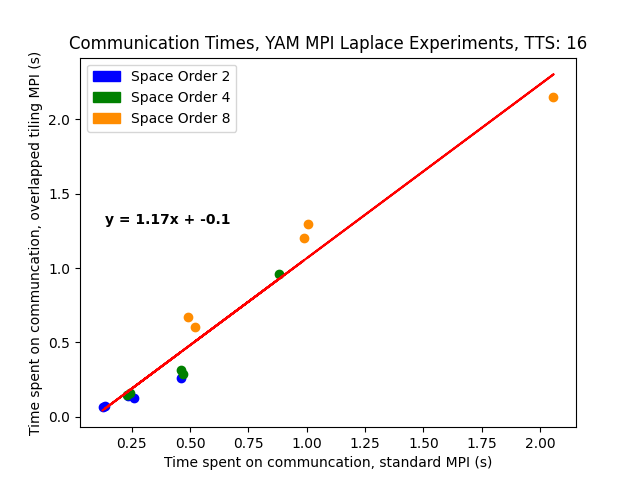 Communication Times, YAM MPI Laplace Experiments, TTS: 16
Time spent on communcation, overlapped tiling MPI (s)
2.0
1.5
1.0
0.5
0.0
Space Order 2
Space Order 4
Space Order 8
y = 1.17x + -0.1
0.25 0.50 0.75 1.00 1.25 1.50 1.75 2.00
Time spent on communcation, standard MPI (s)